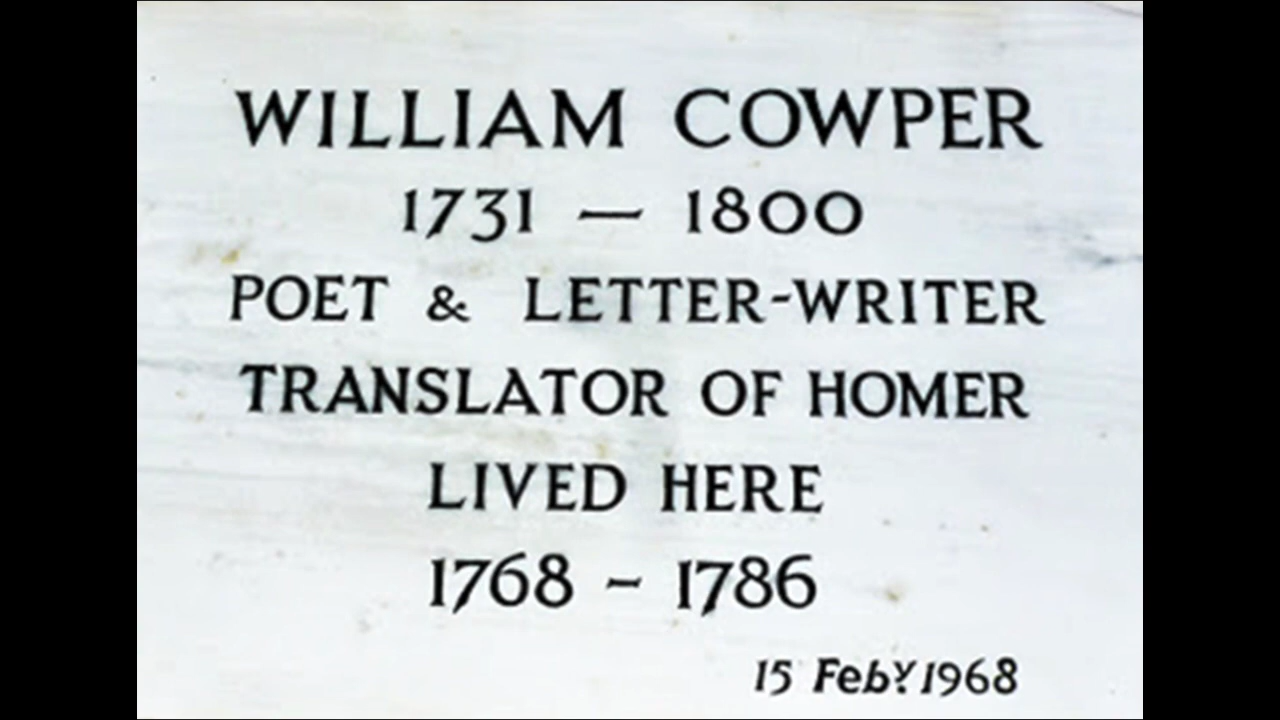 WILLIAM COWPER
1731 — 1800
POET & LETTER-WRITER
TRANSLATOR OF HOMER
LIVED HERE
1768 - 1786
15 Feby. 1968